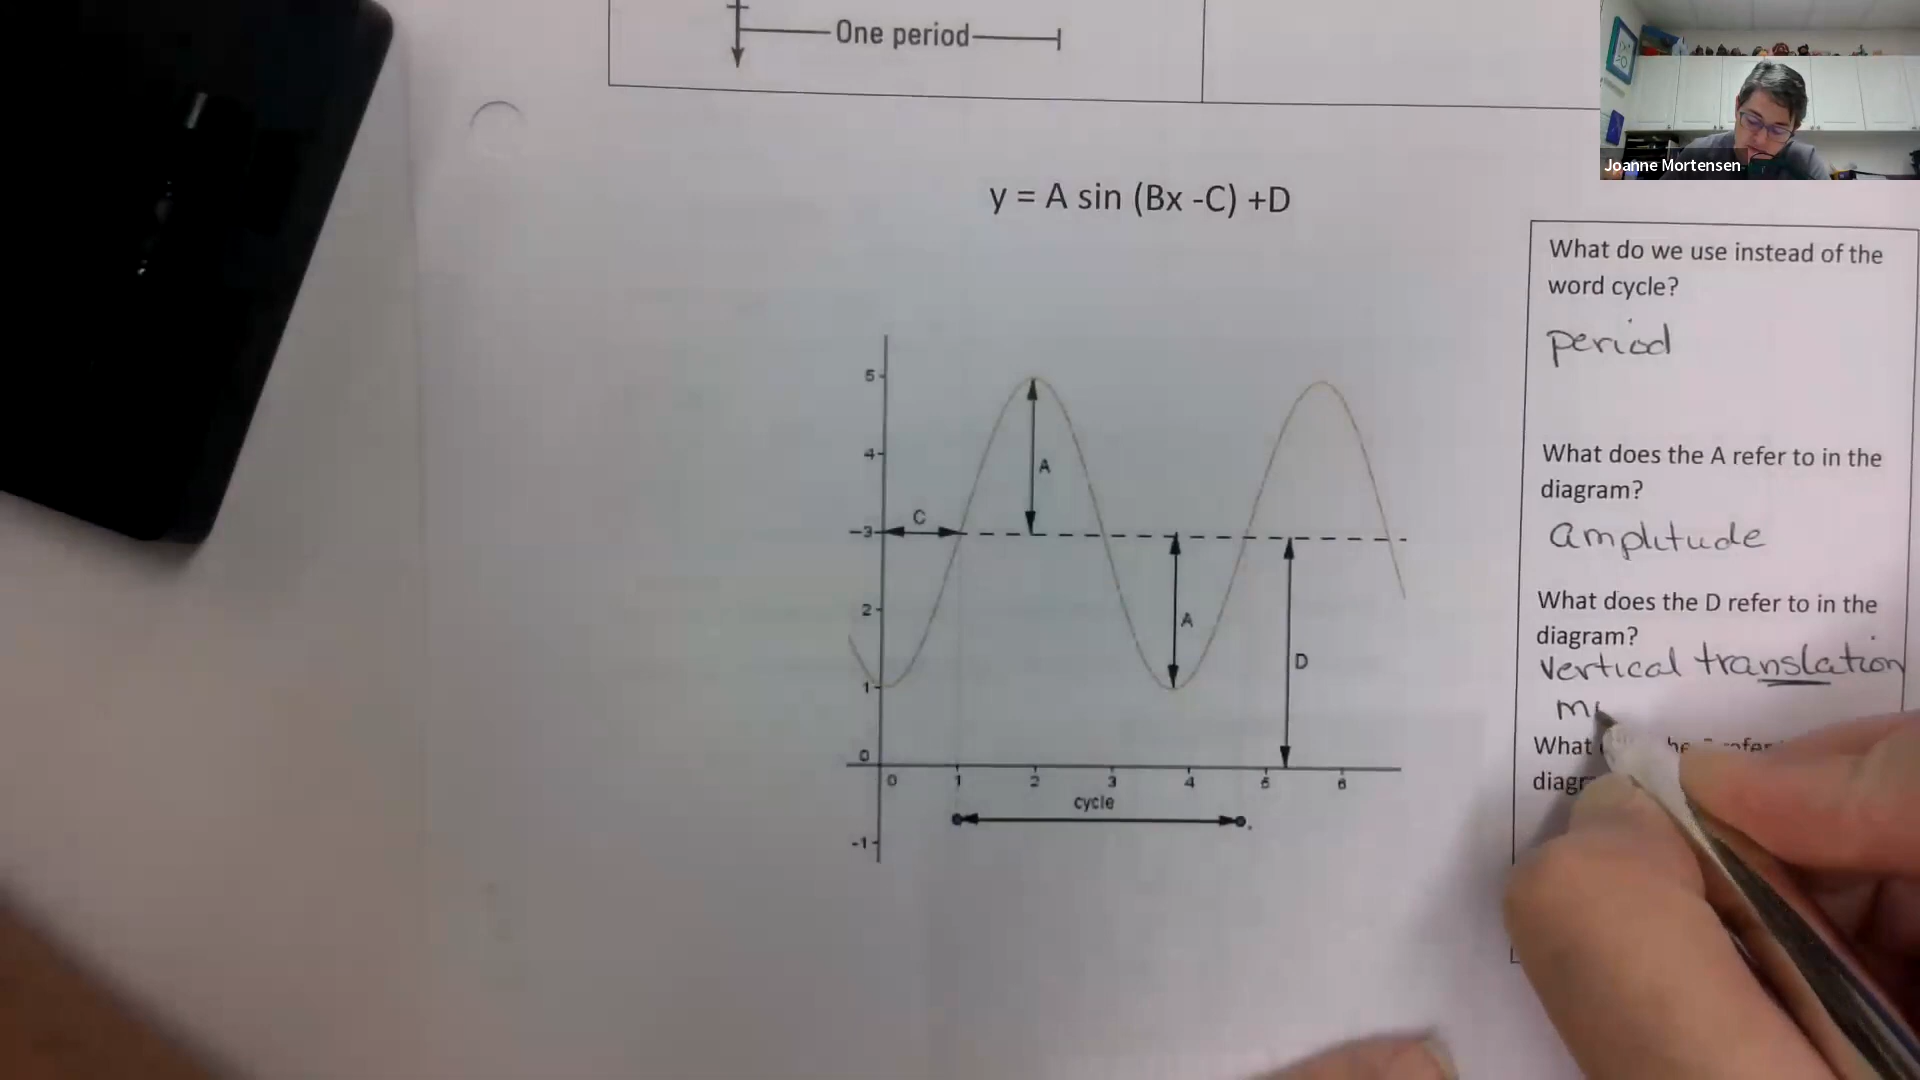 One period
Joanne Mortensen
y = A sin (Bx -C) +D
What do we use instead of the
word cycle?
period
What does the A refer to in the
diagram?
amplitude
What does the D refer to in the
diagram?
vertical translation
What
5
4
A
C
3
2
A
D
1
0
0 1 2 3 4 5 6
cycle
-1